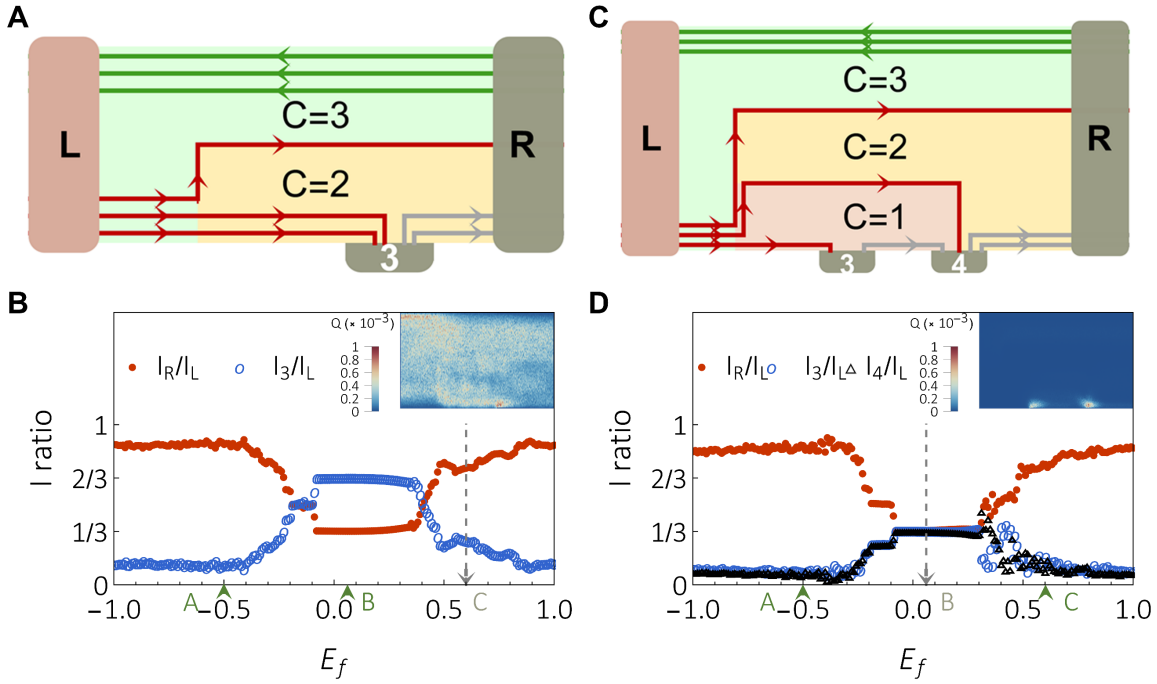 A
C=3
L
R
C=2
3
C
C=3
L
R
C=2
C=1
3
4
B
Q (× 10⁻³)
1
0.8
0.6
0.4
0.2
0
I_R/I_L
I_3/I_L
I ratio
1
2/3
1/3
0
A
B
C
−1.0
−0.5
0.0
0.5
1.0
E_f
D
Q (× 10⁻³)
1
0.8
0.6
0.4
0.2
0
I_R/I_L
I_3/I_L
I_4/I_L
I ratio
1
2/3
1/3
0
A
B
C
−1.0
−0.5
0.0
0.5
1.0
E_f